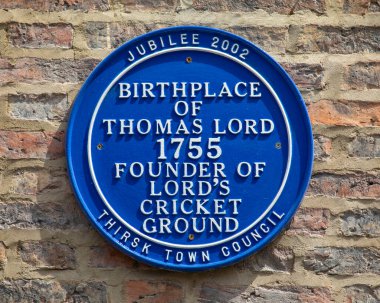 JUBILEE 2002
BIRTHPLACE
OF
THOMAS LORD
1755
FOUNDER OF
LORD'S
CRICKET
GROUND
THIRSK TOWN COUNCIL